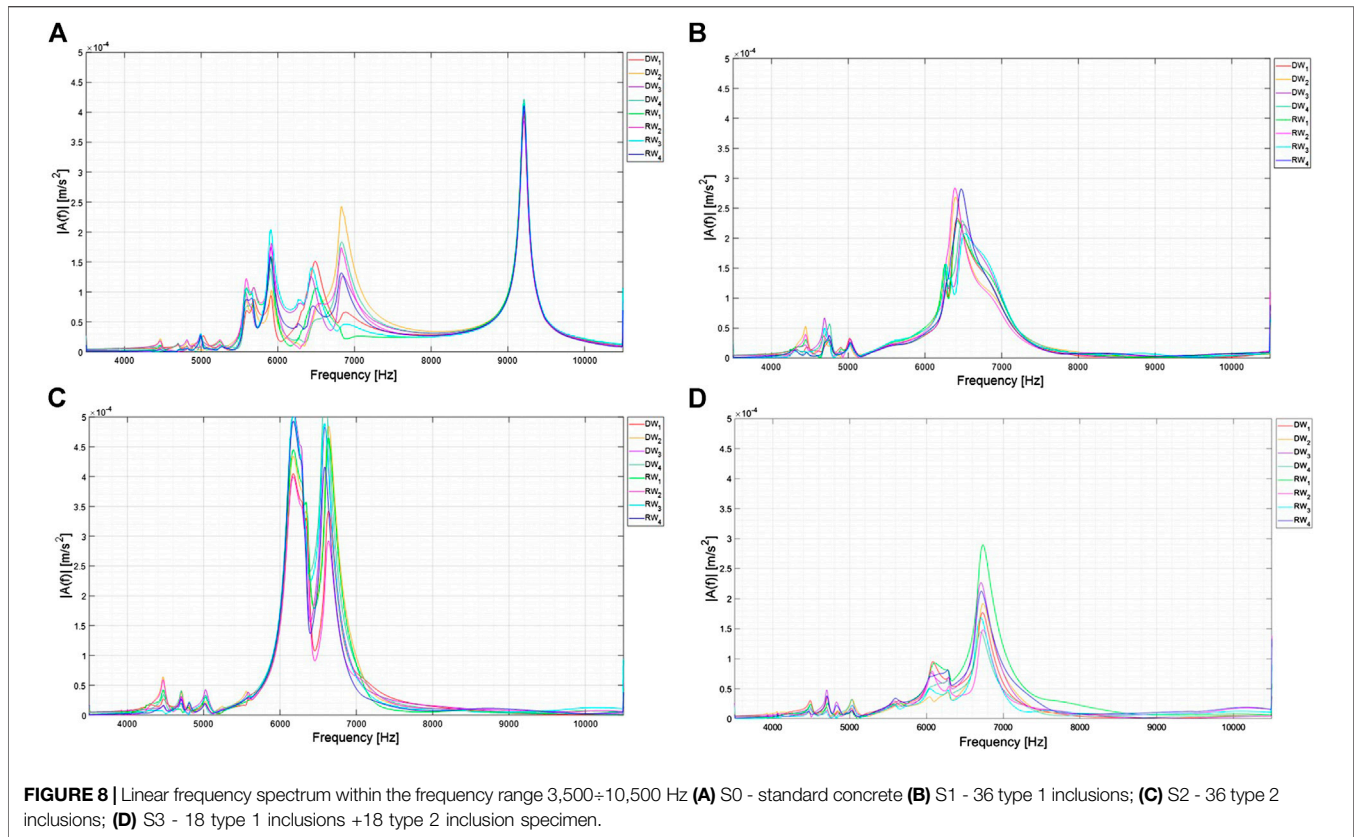 A
×10⁻⁴
5
4.5
4
3.5
3
2.5
2
1.5
1
0.5
0
|A(f)| [m/s²]
4000 5000 6000 7000 8000 9000 10000
Frequency [Hz]
DW₁
DW₂
DW₃
DW₄
RW₁
RW₂
RW₃
RW₄
B
×10⁻⁴
5
4.5
4
3.5
3
2.5
2
1.5
1
0.5
0
|A(f)| [m/s²]
4000 5000 6000 7000 8000 9000 10000
Frequency [Hz]
DW₁
DW₂
DW₃
DW₄
RW₁
RW₂
RW₃
RW₄
C
×10⁻⁴
5
4.5
4
3.5
3
2.5
2
1.5
1
0.5
0
|A(f)| [m/s²]
4000 5000 6000 7000 8000 9000 10000
Frequency [Hz]
DW₁
DW₂
DW₃
DW₄
RW₁
RW₂
RW₃
RW₄
D
×10⁻⁴
5
4.5
4
3.5
3
2.5
2
1.5
1
0.5
0
|A(f)| [m/s²]
4000 5000 6000 7000 8000 9000 10000
Frequency [Hz]
DW₁
DW₂
DW₃
DW₄
RW₁
RW₂
RW₃
RW₄
FIGURE 8 | Linear frequency spectrum within the frequency range 3,500÷10,500 Hz (A) S0 - standard concrete (B) S1 - 36 type 1 inclusions; (C) S2 - 36 type 2
inclusions; (D) S3 - 18 type 1 inclusions +18 type 2 inclusion specimen.